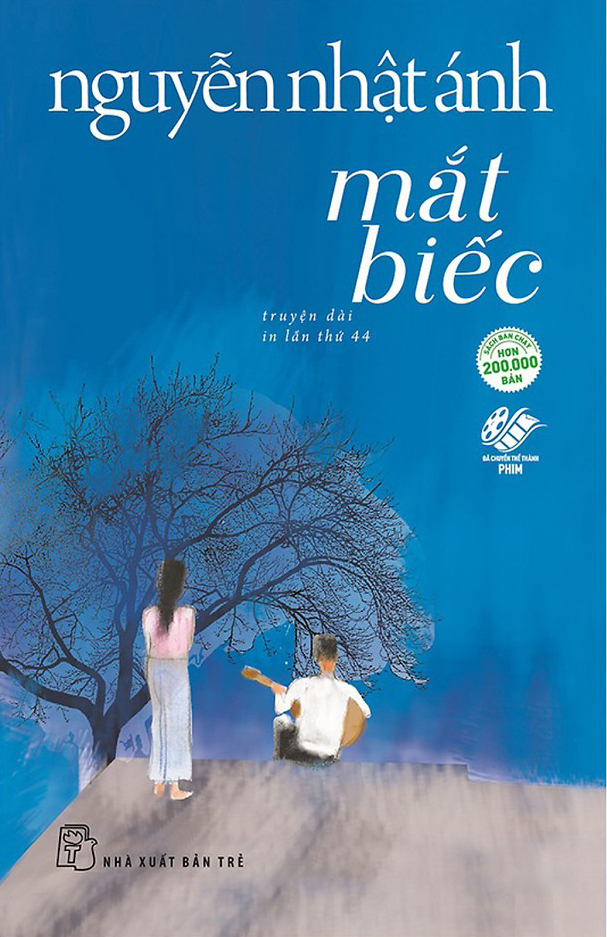 nguyễn nhật ánh
mắt
biếc
truyện dài
in lần thứ 44
SÁCH BÁN CHẠY
HƠN
200.000
BẢN
ĐÃ CHUYỂN THỂ THÀNH
PHIM
T
NHÀ XUẤT BẢN TRẺ